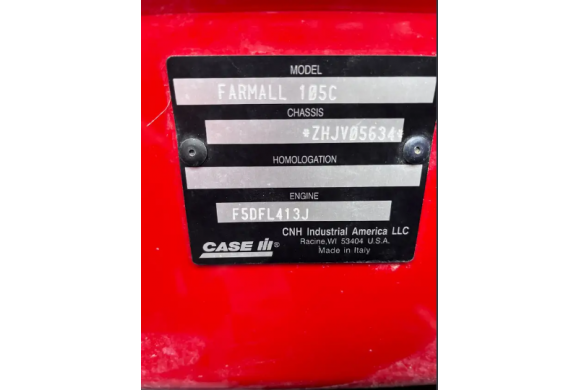 MODEL
FARMALL 105C
CHASSIS
*ZHJV05634*
HOMOLOGATION
ENGINE
F5DFL413J
CNH Industrial America LLC
Racine, WI 53404 U.S.A.
Made in Italy
CASE IH®